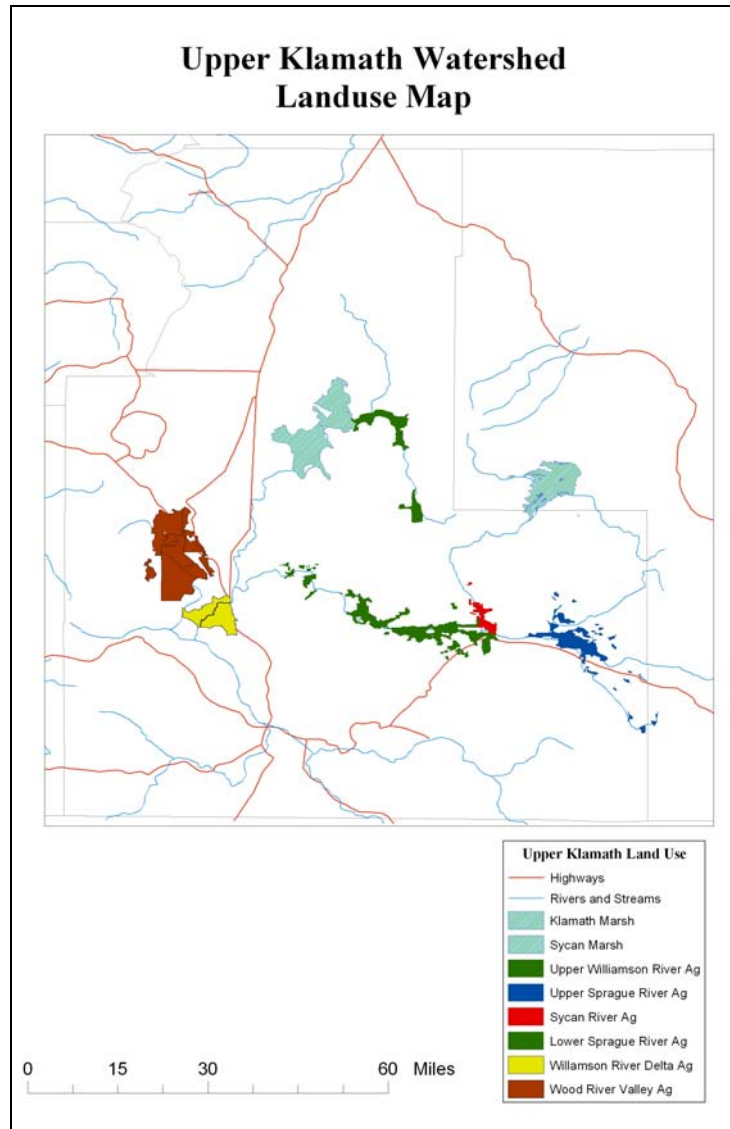 Upper Klamath Watershed
Landuse Map
Upper Klamath Land Use
Highways
Rivers and Streams
Klamath Marsh
Sycan Marsh
Upper Williamson River Ag
Upper Sprague River Ag
Sycan River Ag
Lower Sprague River Ag
Willamson River Delta Ag
Wood River Valley Ag
0 15 30 60 Miles